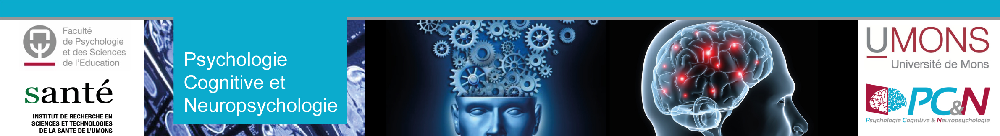 Faculté
de Psychologie
et des Sciences
de l'Education
santé
INSTITUT DE RECHERCHE EN
SCIENCES ET TECHNOLOGIES
DE LA SANTE DE L'UMONS
Psychologie
Cognitive et
Neuropsychologie
UMONS
Université de Mons
PC&N
Psychologie Cognitive & Neuropsychologie